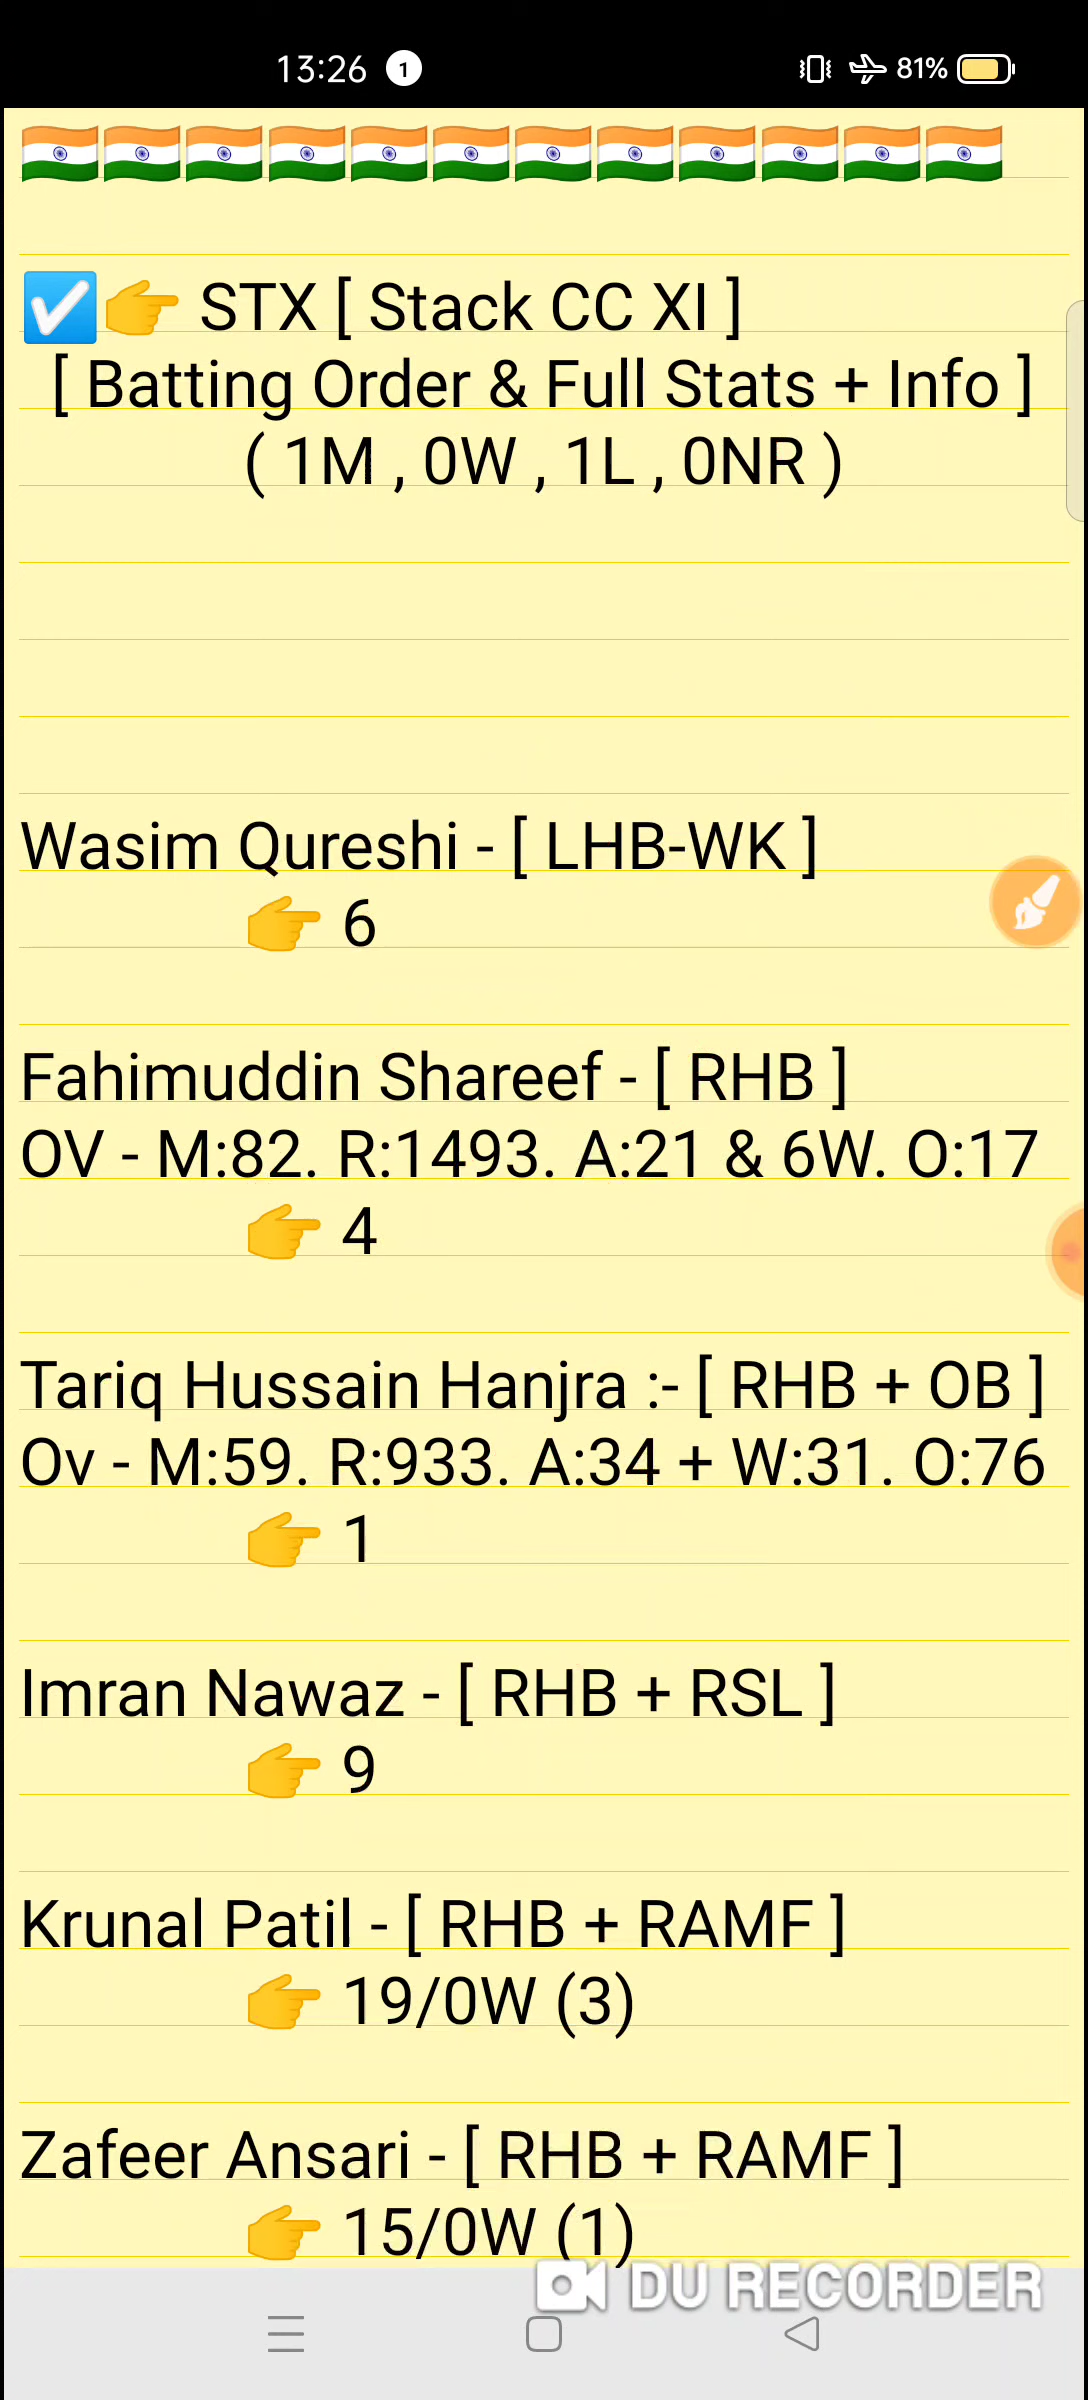 13:26 1 81%
🇮🇳🇮🇳🇮🇳🇮🇳🇮🇳🇮🇳🇮🇳🇮🇳🇮🇳🇮🇳🇮🇳🇮🇳
☑👉 STX [ Stack CC XI ]
[ Batting Order & Full Stats + Info ]
( 1M , 0W , 1L , 0NR )
Wasim Qureshi - [ LHB-WK ]
👉 6
Fahimuddin Shareef - [ RHB ]
OV - M:82. R:1493. A:21 & 6W. O:17
👉 4
Tariq Hussain Hanjra :- [ RHB + OB ]
Ov - M:59. R:933. A:34 + W:31. O:76
👉 1
Imran Nawaz - [ RHB + RSL ]
👉 9
Krunal Patil - [ RHB + RAMF ]
👉 19/0W (3)
Zafeer Ansari - [ RHB + RAMF ]
👉 15/0W (1)
DU RECORDER